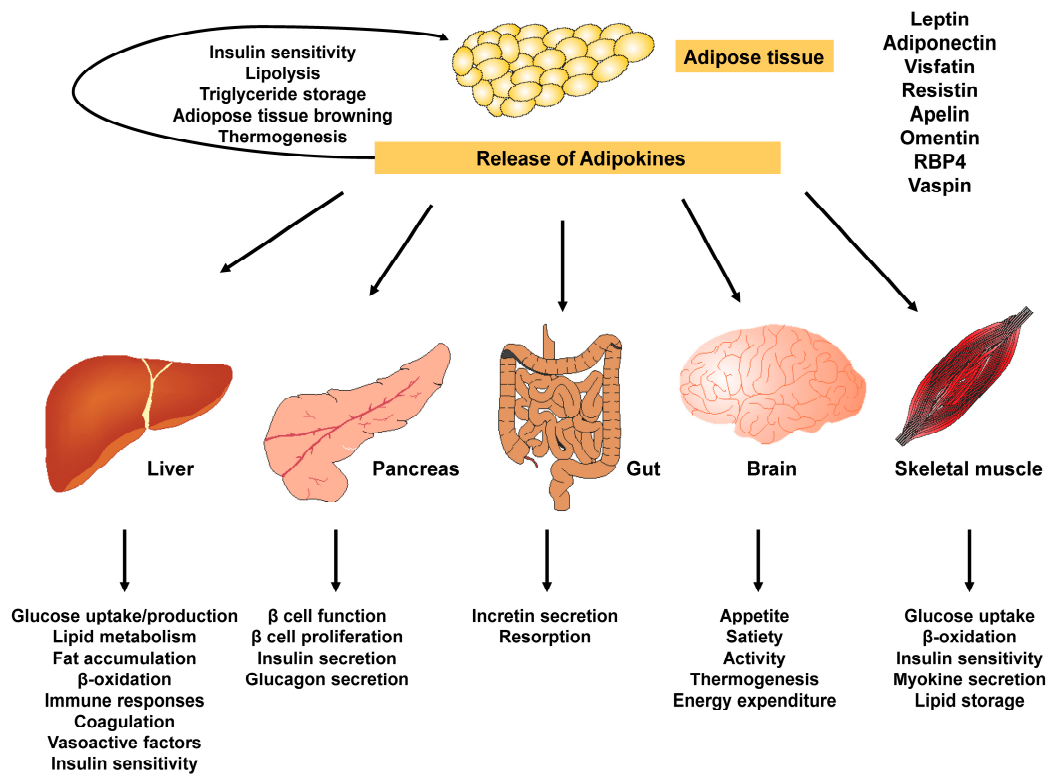 Insulin sensitivity
Lipolysis
Triglyceride storage
Adiopose tissue browning
Thermogenesis
Adipose tissue
Leptin
Adiponectin
Visfatin
Resistin
Apelin
Omentin
RBP4
Vaspin
Release of Adipokines
Liver
Pancreas
Gut
Brain
Skeletal muscle
Glucose uptake/production
Lipid metabolism
Fat accumulation
β-oxidation
Immune responses
Coagulation
Vasoactive factors
Insulin sensitivity
β cell function
β cell proliferation
Insulin secretion
Glucagon secretion
Incretin secretion
Resorption
Appetite
Satiety
Activity
Thermogenesis
Energy expenditure
Glucose uptake
β-oxidation
Insulin sensitivity
Myokine secretion
Lipid storage